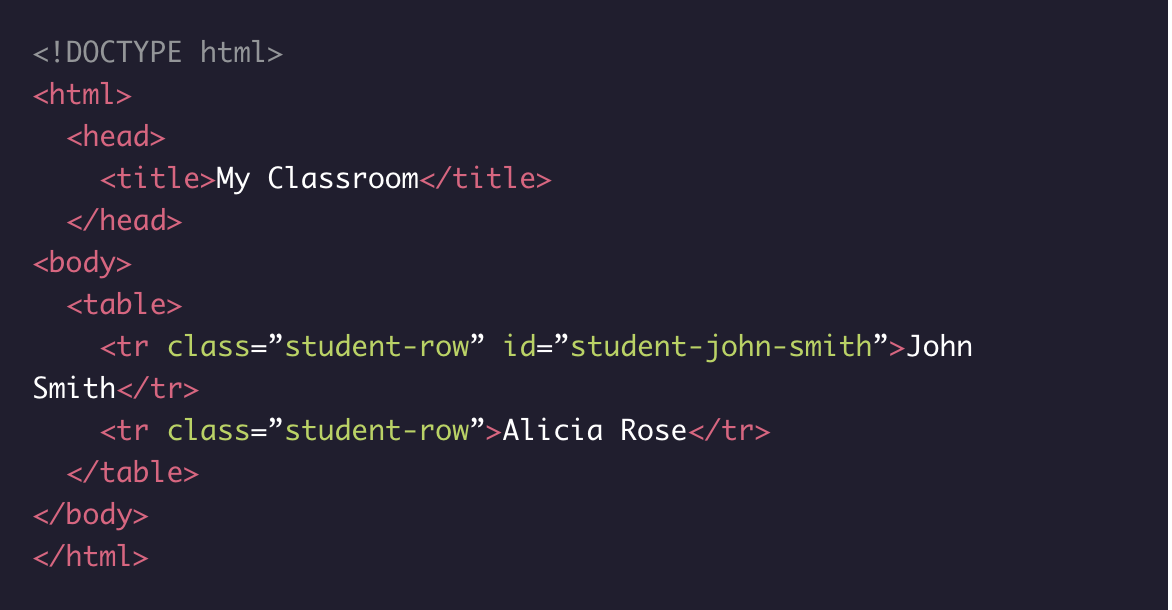 <!DOCTYPE html>
<html>
  <head>
    <title>My Classroom</title>
  </head>
<body>
  <table>
    <tr class=”student-row” id=”student-john-smith”>John
Smith</tr>
    <tr class=”student-row”>Alicia Rose</tr>
  </table>
</body>
</html>